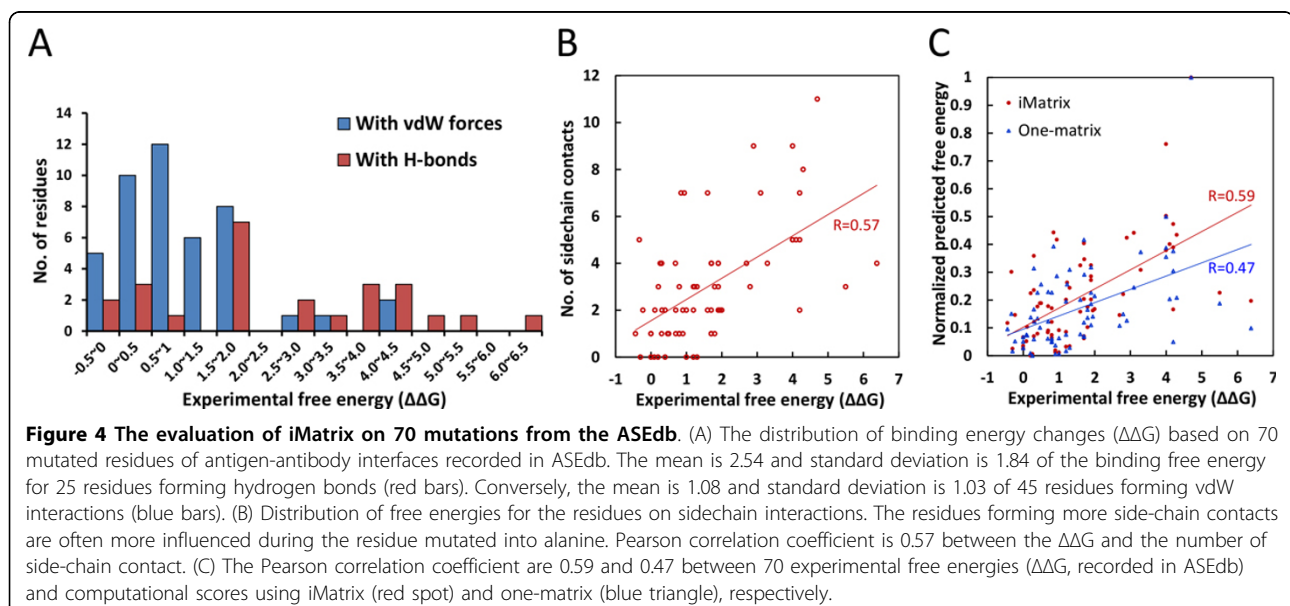 A
No. of residues
14
12
10
8
6
4
2
0
With vdW forces
With H-bonds
-0.5~0
0~0.5
0.5~1
1.0~1.5
1.5~2.0
2.0~2.5
2.5~3.0
3.0~3.5
3.5~4.0
4.0~4.5
4.5~5.0
5.0~5.5
5.5~6.0
6.0~6.5
Experimental free energy (ΔΔG)
B
No. of sidechain contacts
12
10
8
6
4
2
0
R=0.57
-1 0 1 2 3 4 5 6 7
Experimental free energy (ΔΔG)
C
Normalized predicted free energy
1
0.9
0.8
0.7
0.6
0.5
0.4
0.3
0.2
0.1
0
iMatrix
One-matrix
R=0.59
R=0.47
-1 0 1 2 3 4 5 6 7
Experimental free energy (ΔΔG)
Figure 4 The evaluation of iMatrix on 70 mutations from the ASEdb. (A) The distribution of binding energy changes (ΔΔG) based on 70
mutated residues of antigen-antibody interfaces recorded in ASEdb. The mean is 2.54 and standard deviation is 1.84 of the binding free energy
for 25 residues forming hydrogen bonds (red bars). Conversely, the mean is 1.08 and standard deviation is 1.03 of 45 residues forming vdW
interactions (blue bars). (B) Distribution of free energies for the residues on sidechain interactions. The residues forming more side-chain contacts
are often more influenced during the residue mutated into alanine. Pearson correlation coefficient is 0.57 between the ΔΔG and the number of
side-chain contact. (C) The Pearson correlation coefficient are 0.59 and 0.47 between 70 experimental free energies (ΔΔG, recorded in ASEdb)
and computational scores using iMatrix (red spot) and one-matrix (blue triangle), respectively.